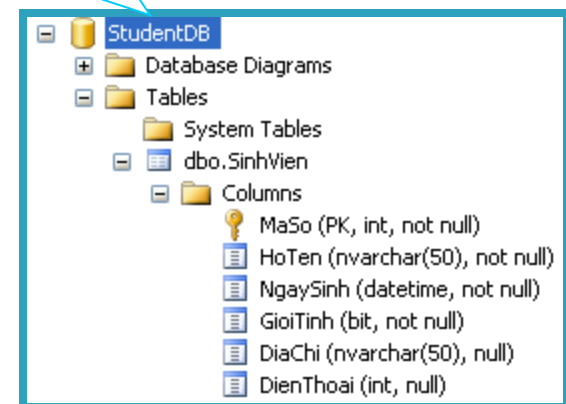 StudentDB
Database Diagrams
Tables
System Tables
dbo.SinhVien
Columns
MaSo (PK, int, not null)
HoTen (nvarchar(50), not null)
NgaySinh (datetime, not null)
GioiTinh (bit, not null)
DiaChi (nvarchar(50), null)
DienThoai (int, null)